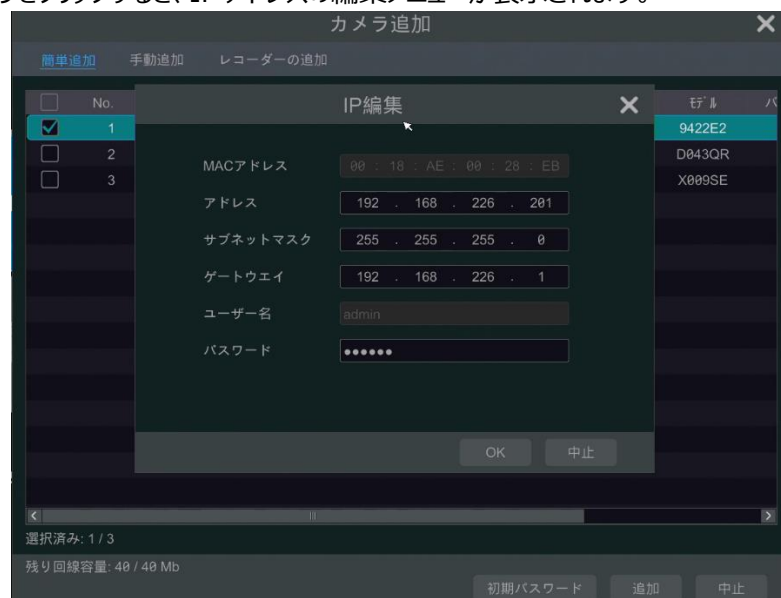 をクリックすると、IP アドレスの編集メニューが表示されます。
カメラ追加
簡単追加 手動追加 レコーダーの追加
No. ﾓﾃﾞﾙ
IP編集
1 9422E2
2 D043QR
3 X009SE
MACアドレス 00 : 18 : AE : 00 : 28 : EB
アドレス 192 . 168 . 226 . 201
サブネットマスク 255 . 255 . 255 . 0
ゲートウエイ 192 . 168 . 226 . 1
ユーザー名 admin
パスワード ●●●●●●
OK 中止
選択済み: 1 / 3
残り回線容量: 40 / 40 Mb
初期パスワード 追加 中止